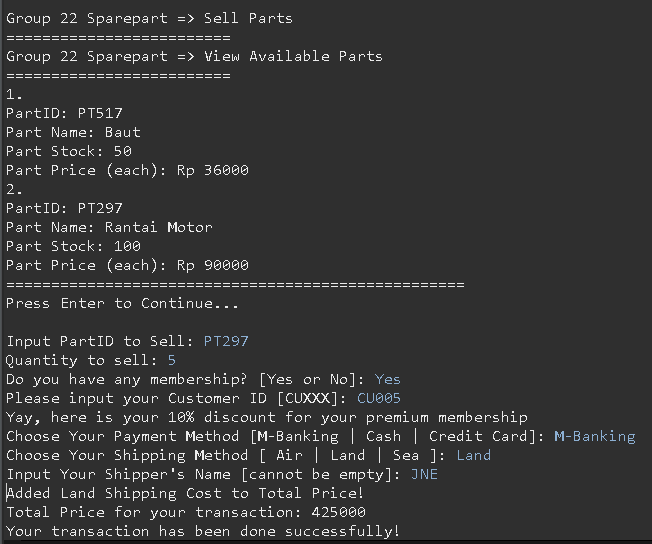 Group 22 Sparepart => Sell Parts
=========================
Group 22 Sparepart => View Available Parts
=========================
1.
PartID: PT517
Part Name: Baut
Part Stock: 50
Part Price (each): Rp 36000
2.
PartID: PT297
Part Name: Rantai Motor
Part Stock: 100
Part Price (each): Rp 90000
===================================================
Press Enter to Continue...
Input PartID to Sell: PT297
Quantity to sell: 5
Do you have any membership? [Yes or No]: Yes
Please input your Customer ID [CUXXX]: CU005
Yay, here is your 10% discount for your premium membership
Choose Your Payment Method [M-Banking | Cash | Credit Card]: M-Banking
Choose Your Shipping Method [ Air | Land | Sea ]: Land
Input Your Shipper's Name [cannot be empty]: JNE
Added Land Shipping Cost to Total Price!
Total Price for your transaction: 425000
Your transaction has been done successfully!